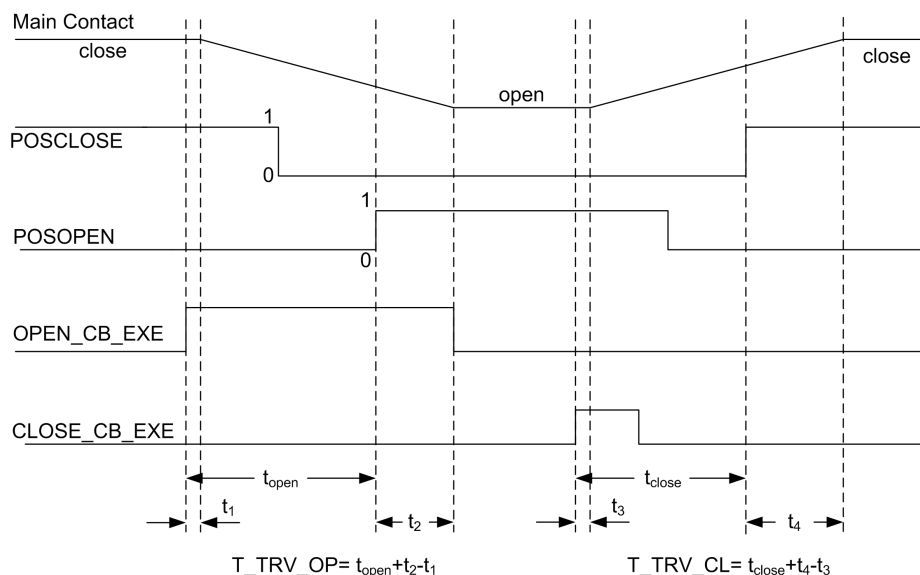 Main Contact
close
open
close
1
POSCLOSE
0
1
POSOPEN
0
OPEN_CB_EXE
CLOSE_CB_EXE
topen
tclose
t1
t2
t3
t4
T_TRV_OP= topen+t2-t1
T_TRV_CL= tclose+t4-t3